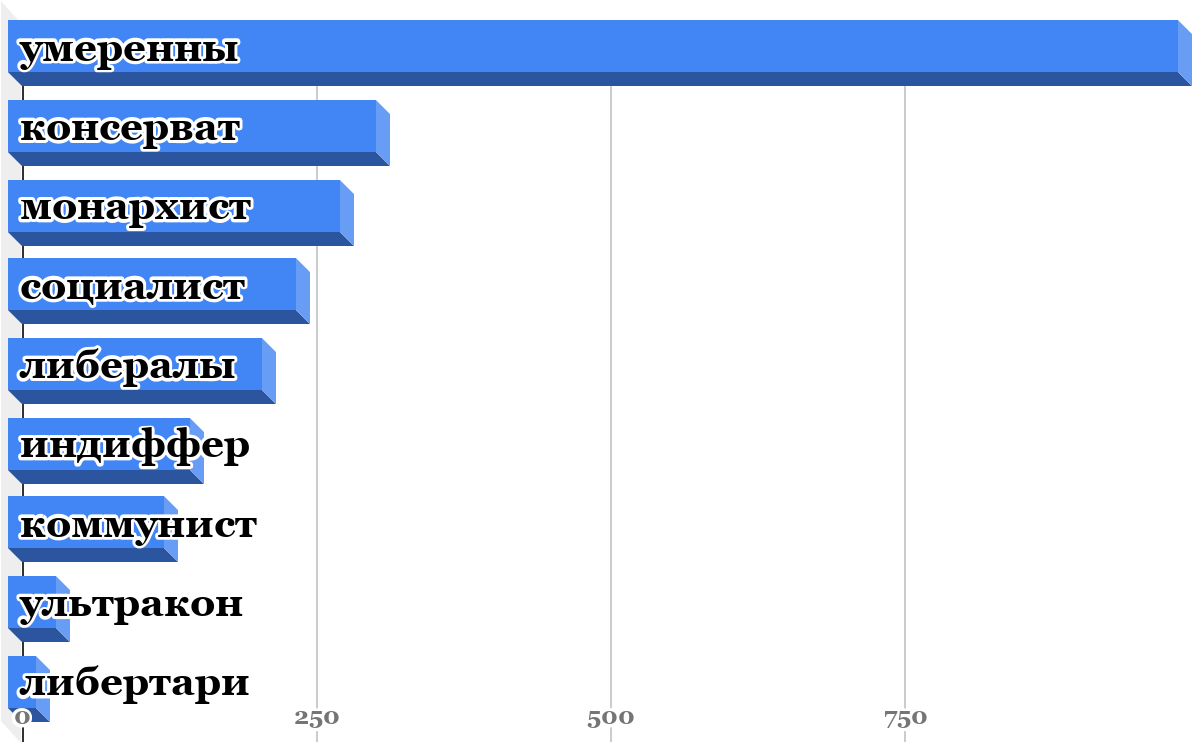 умеренны
консерват
монархист
социалист
либералы
индиффер
коммунист
ультракон
либертари
0 250 500 750